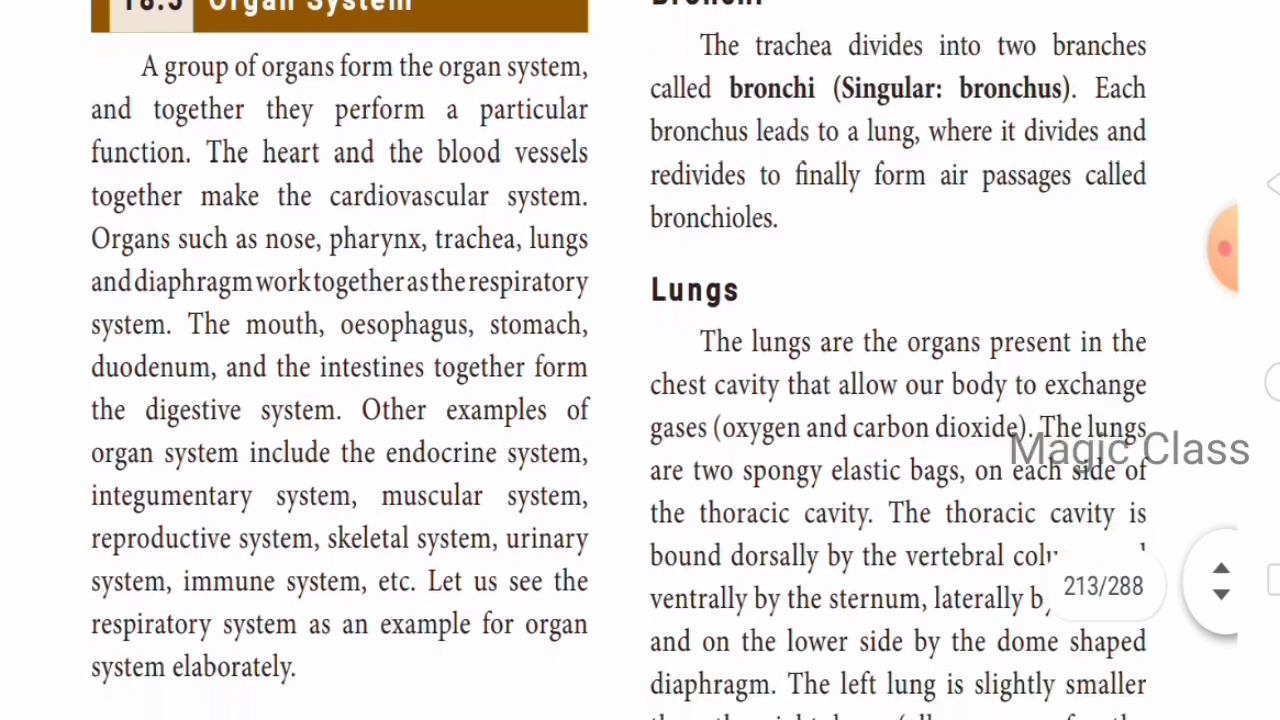 18.5 Organ System
A group of organs form the organ system,
and together they perform a particular
function. The heart and the blood vessels
together make the cardiovascular system.
Organs such as nose, pharynx, trachea, lungs
and diaphragm work together as the respiratory
system. The mouth, oesophagus, stomach,
duodenum, and the intestines together form
the digestive system. Other examples of
organ system include the endocrine system,
integumentary system, muscular system,
reproductive system, skeletal system, urinary
system, immune system, etc. Let us see the
respiratory system as an example for organ
system elaborately.
Bronchi
The trachea divides into two branches
called bronchi (Singular: bronchus). Each
bronchus leads to a lung, where it divides and
redivides to finally form air passages called
bronchioles.
Lungs
The lungs are the organs present in the
chest cavity that allow our body to exchange
gases (oxygen and carbon dioxide). The lungs
are two spongy elastic bags, on each side of
the thoracic cavity. The thoracic cavity is
bound dorsally by the vertebral
ventrally by the sternum, laterally
and on the lower side by the dome shaped
diaphragm. The left lung is slightly smaller
Magic Class
213/288